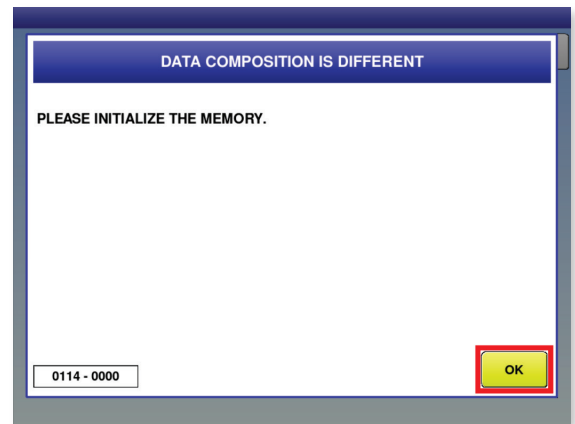 DATA COMPOSITION IS DIFFERENT
PLEASE INITIALIZE THE MEMORY.
0114 - 0000
OK